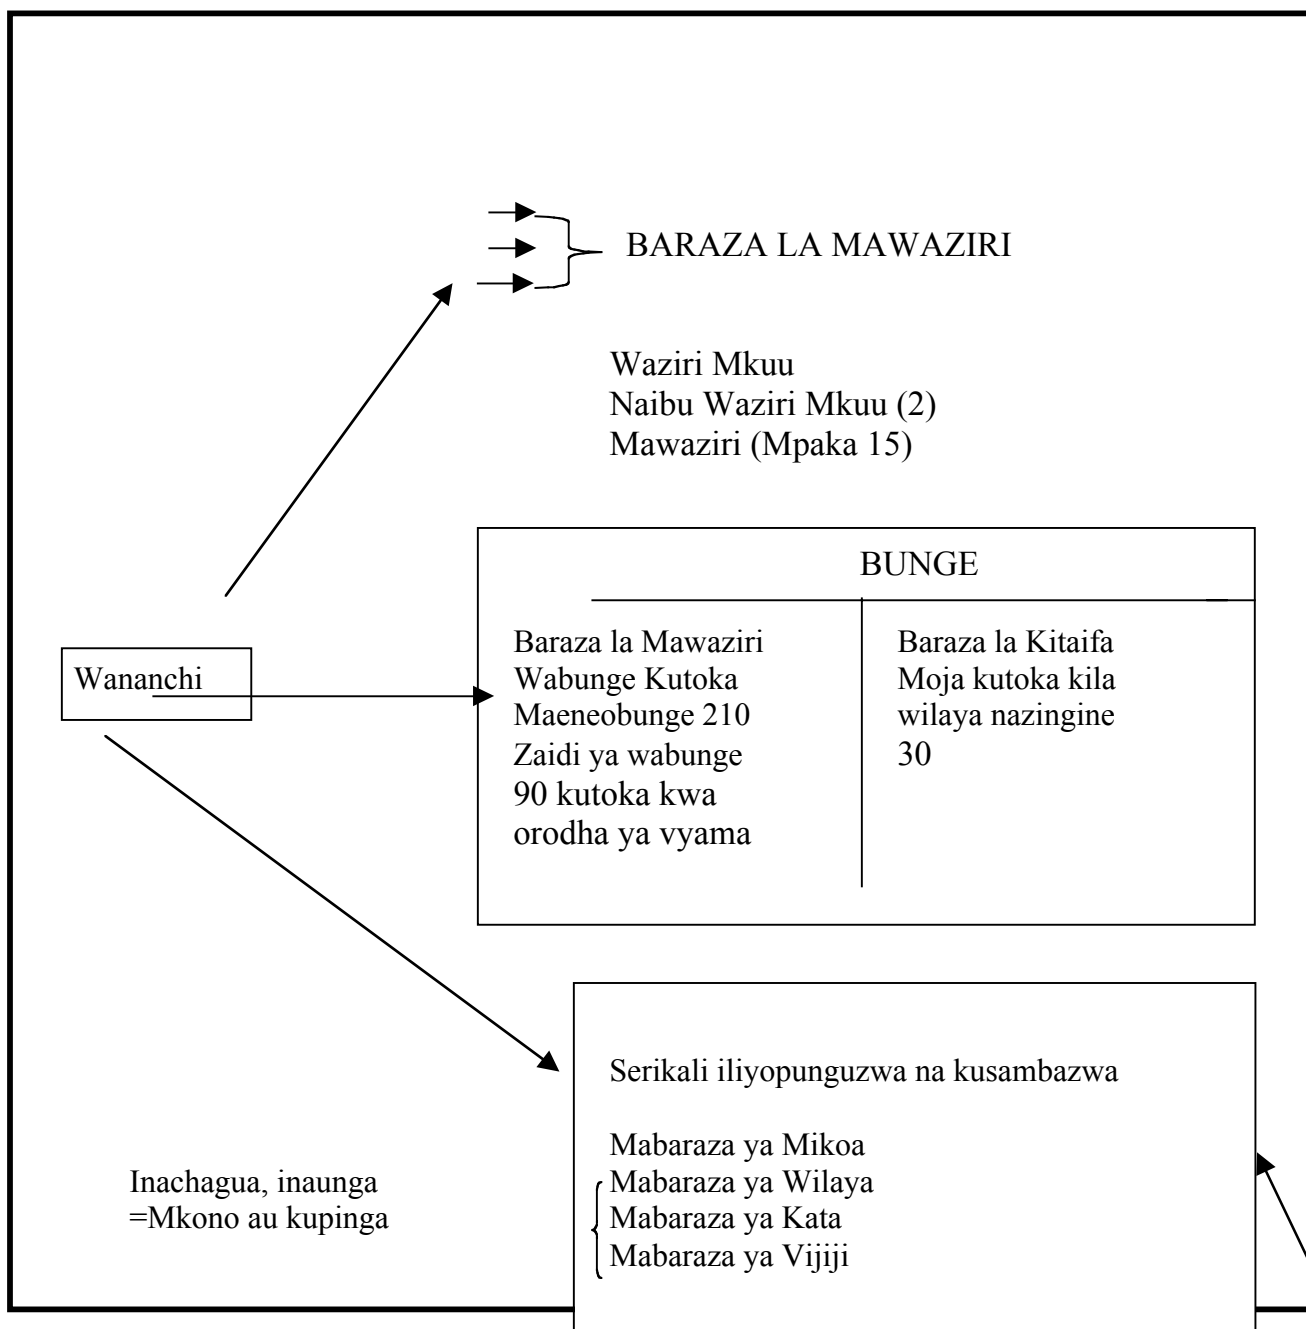 BARAZA LA MAWAZIRI
Waziri Mkuu
Naibu Waziri Mkuu (2)
Mawaziri (Mpaka 15)
BUNGE
Wananchi
Baraza la Mawaziri
Wabunge Kutoka
Maeneobunge 210
Zaidi ya wabunge
90 kutoka kwa
orodha ya vyama
Baraza la Kitaifa
Moja kutoka kila
wilaya nazingine
30
Serikali iliyopunguzwa na kusambazwa
Mabaraza ya Mikoa
Mabaraza ya Wilaya
Mabaraza ya Kata
Mabaraza ya Vijiji
Inachagua, inaunga
=Mkono au kupinga